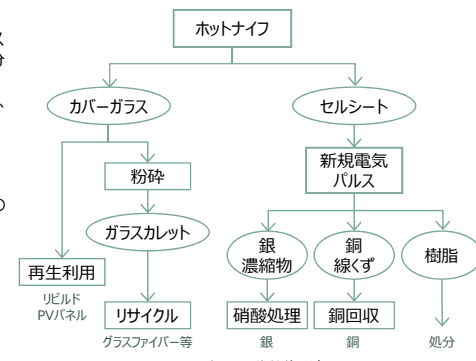 ホットナイフ
カバーガラス
セルシート
粉砕
新規電気
パルス
ガラスカレット
銀
濃縮物
銅
線くず
樹脂
再生利用
リサイクル
硝酸処理
銅回収
リビルド
PVパネル
グラスファイバー等
銀
銅
処分